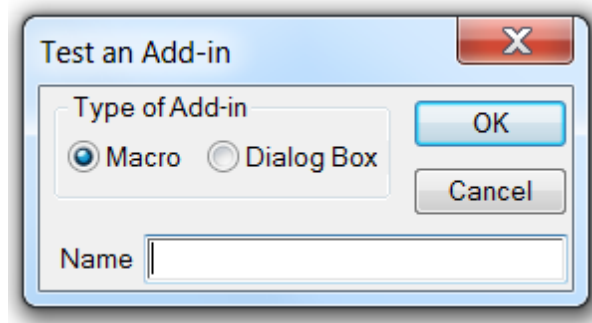 Test an Add-in
Type of Add-in
OK
Macro Dialog Box
Cancel
Name